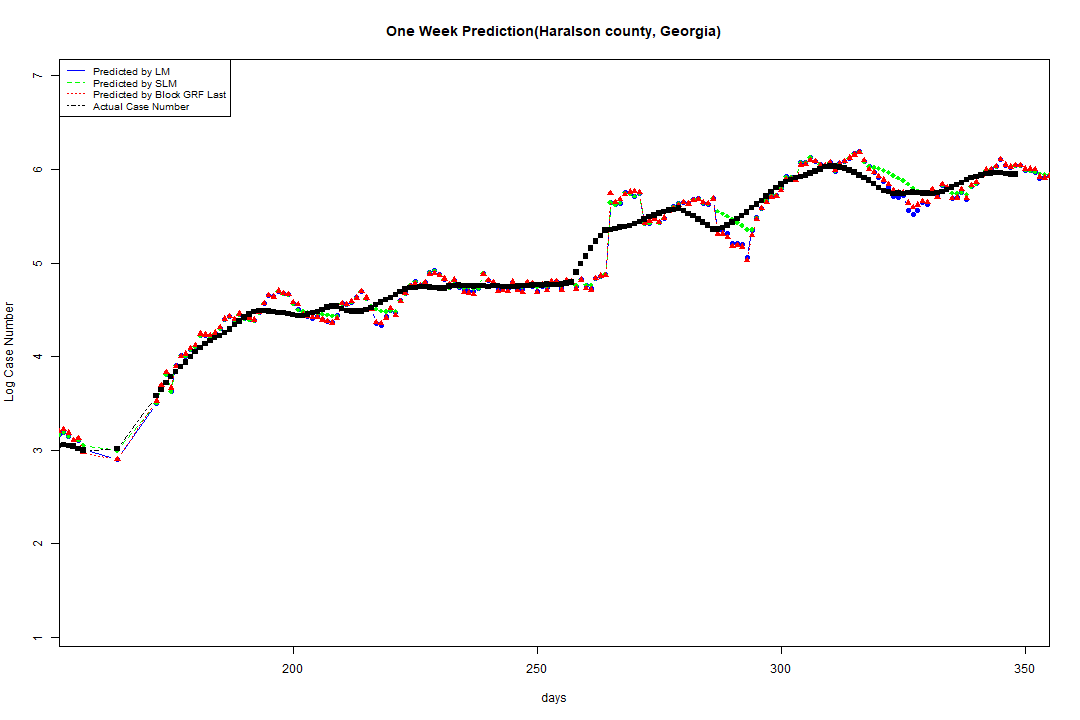 One Week Prediction(Haralson county, Georgia)
Predicted by LM
Predicted by SLM
Predicted by Block GRF Last
Actual Case Number
7
6
5
4
3
2
1
Log Case Number
200 250 300 350
days